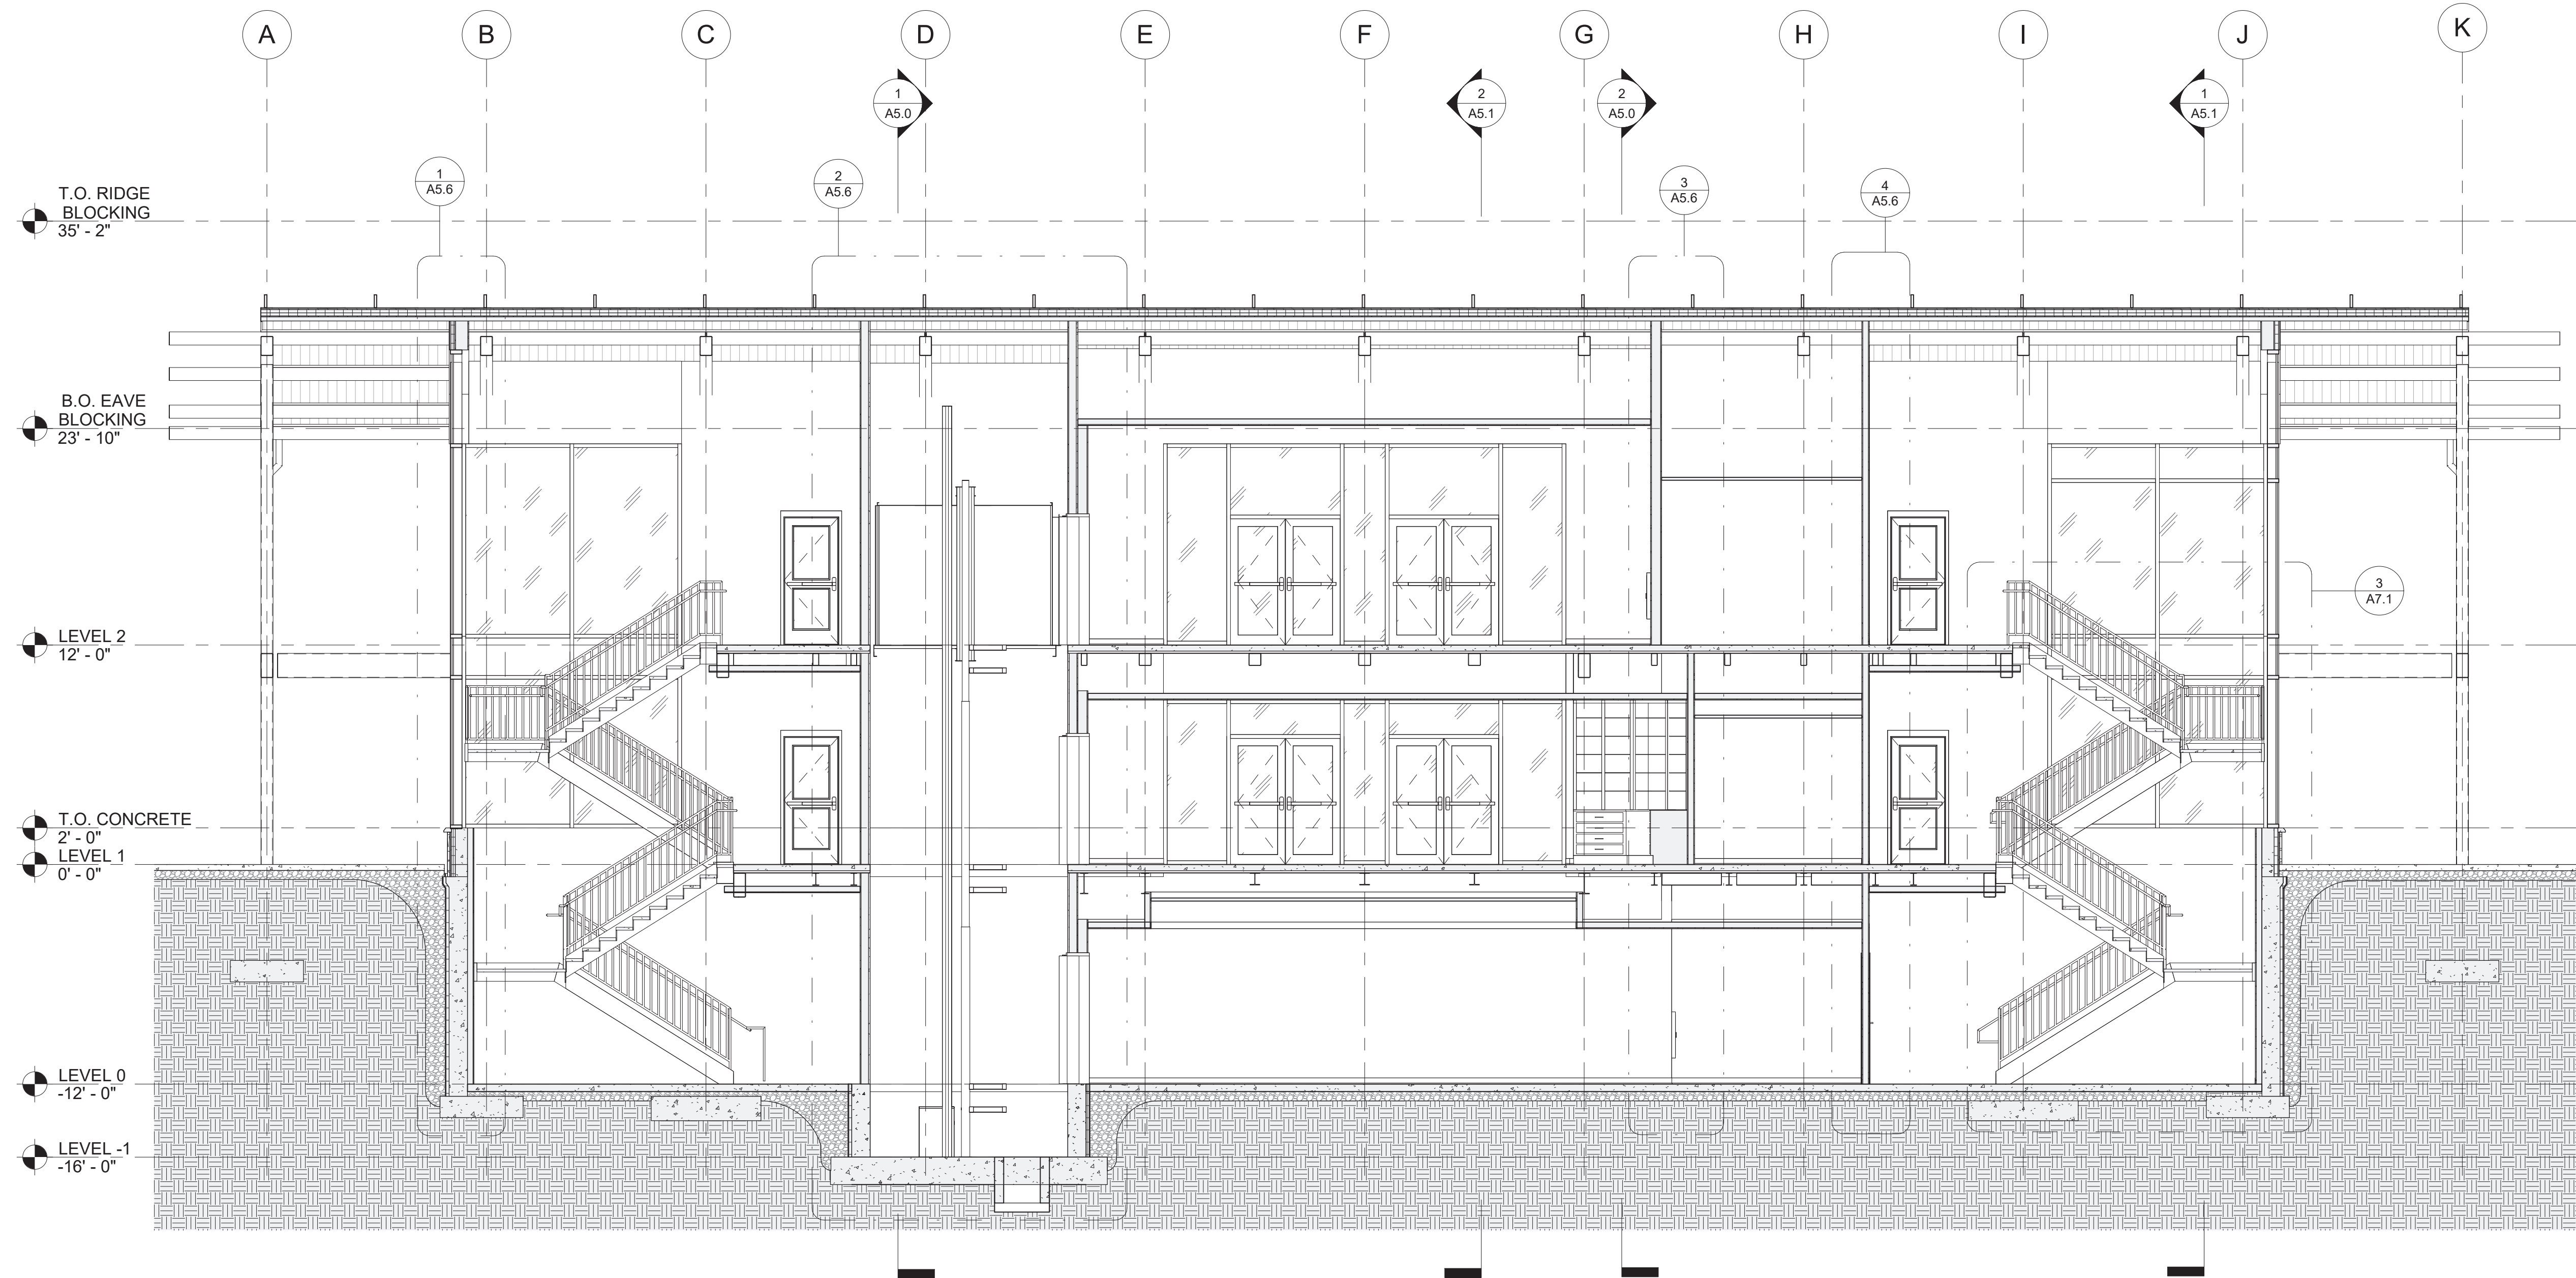 A
B
C
D
E
F
G
H
I
J
K
1
A5.0
2
A5.1
2
A5.0
1
A5.1
1
A5.6
2
A5.6
3
A5.6
4
A5.6
T.O. RIDGE
BLOCKING
35' - 2"
B.O. EAVE
BLOCKING
23' - 10"
3
A7.1
LEVEL 2
12' - 0"
T.O. CONCRETE
2' - 0"
LEVEL 1
0' - 0"
LEVEL 0
-12' - 0"
LEVEL -1
-16' - 0"